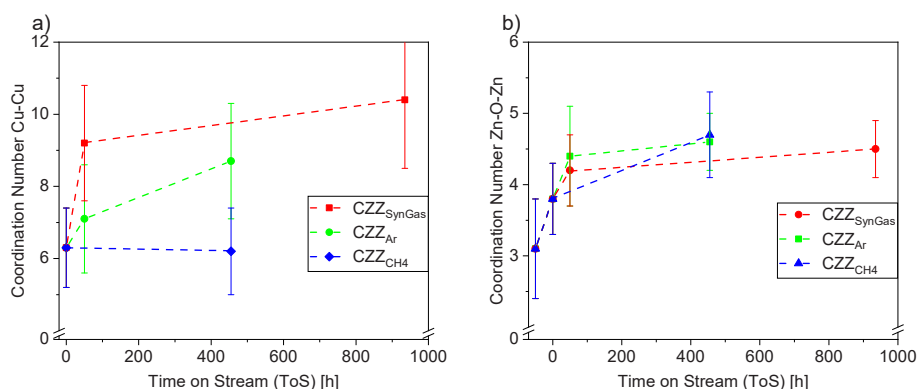 a)
12
10
8
6
0
Coordination Number Cu-Cu
CZZSynGas
CZZAr
CZZCH4
0 200 400 600 800 1000
Time on Stream (ToS) [h]
b)
6
5
4
3
0
Coordination Number Zn-O-Zn
CZZSynGas
CZZAr
CZZCH4
0 200 400 600 800 1000
Time on Stream (ToS) [h]